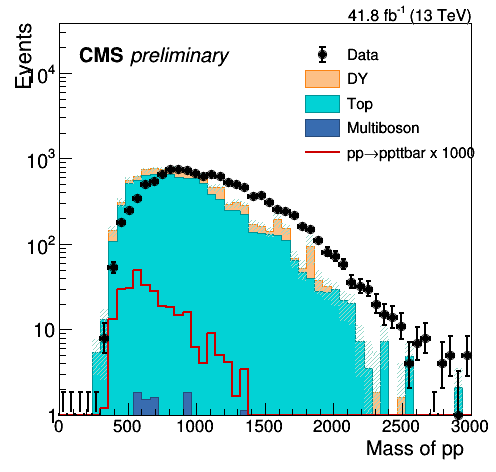 41.8 fb⁻¹ (13 TeV)
Events
CMS preliminary
Data
DY
Top
Multiboson
pp→ppttbar x 1000
10⁴
10³
10²
10
1
0 500 1000 1500 2000 2500 3000
Mass of pp